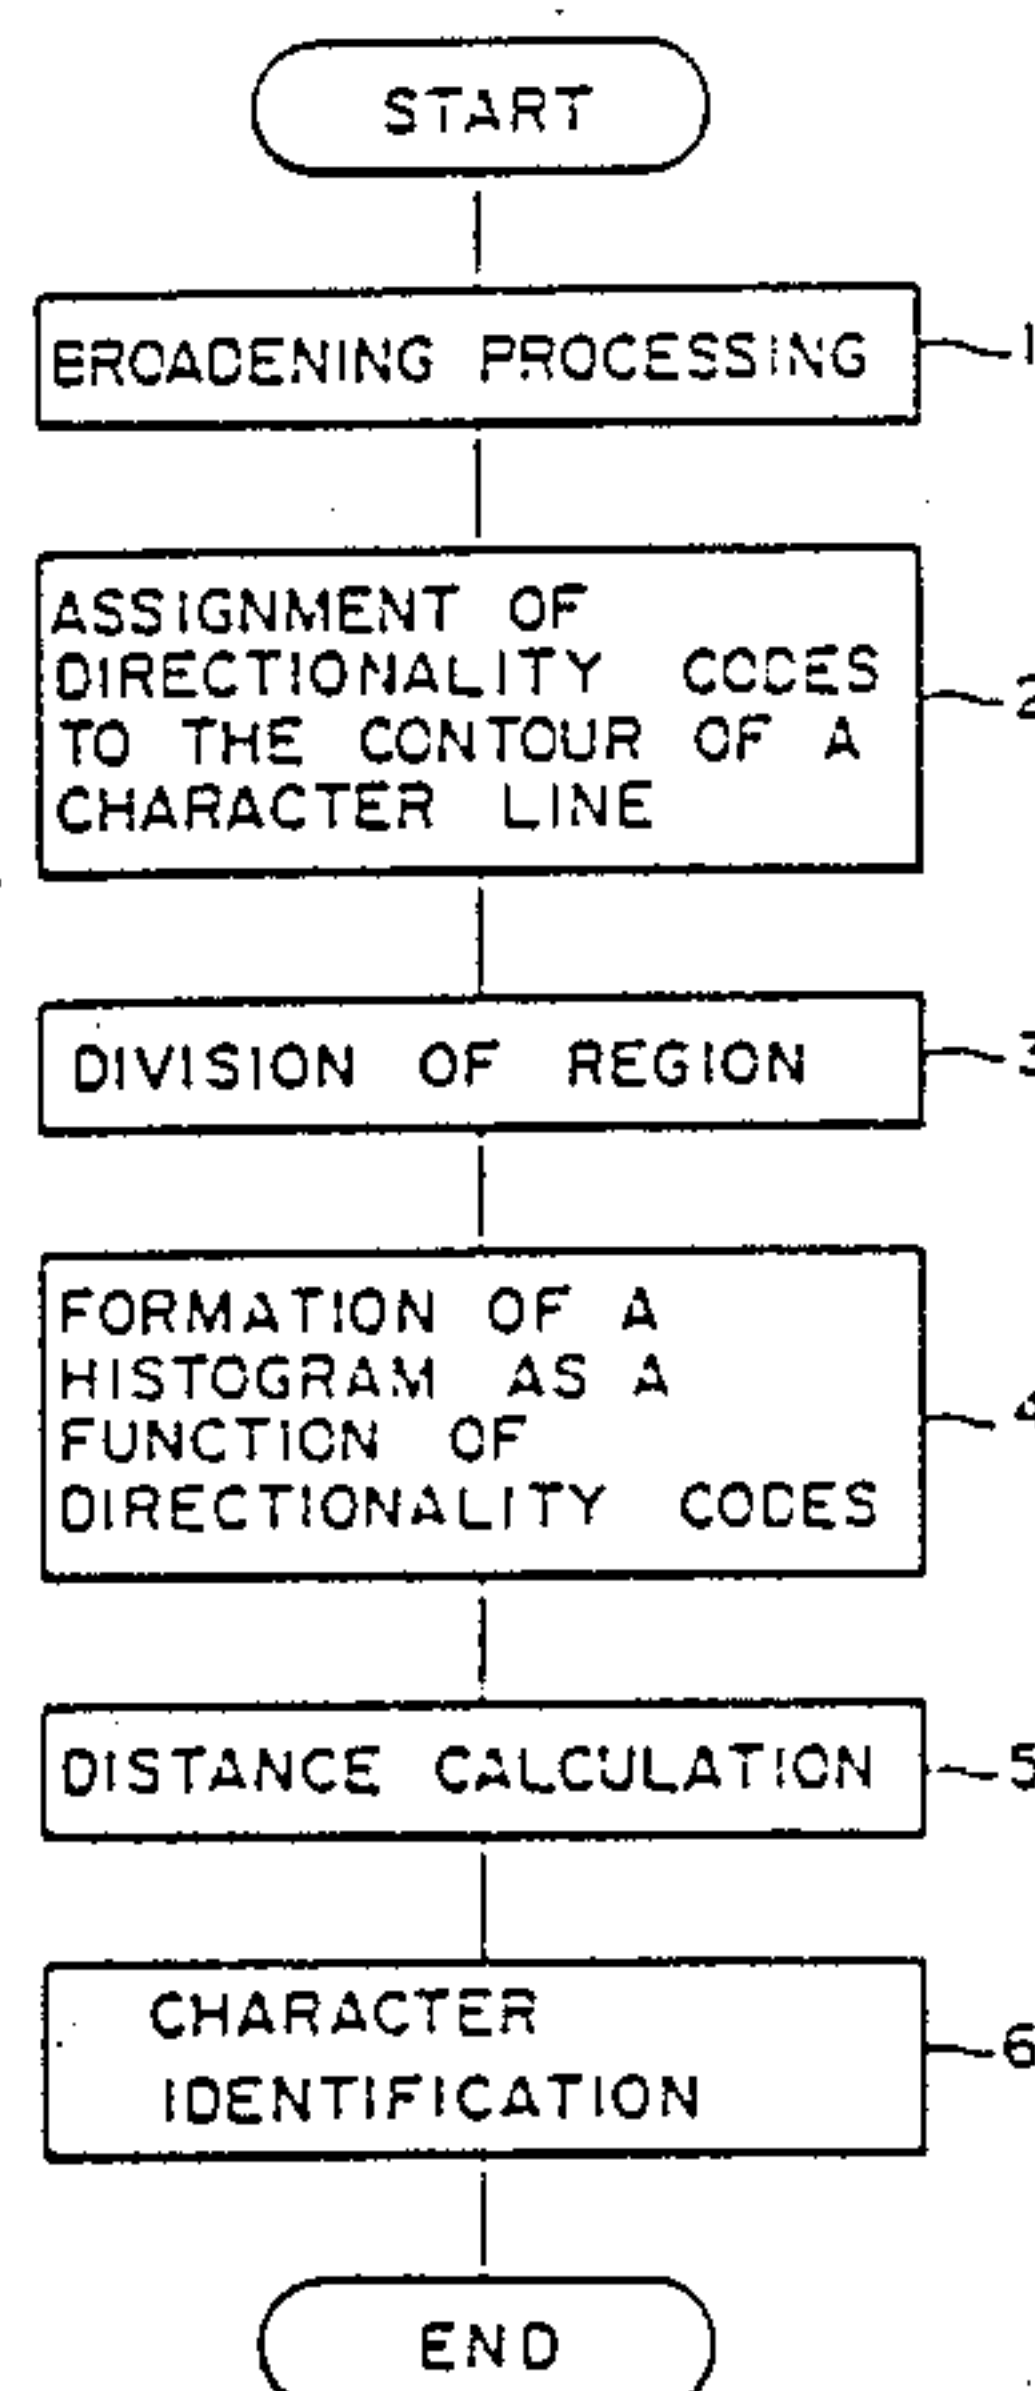 START
BROADENING PROCESSING
1
ASSIGNMENT OF
DIRECTIONALITY CODES
TO THE CONTOUR OF A
CHARACTER LINE
2
DIVISION OF REGION
3
FORMATION OF A
HISTOGRAM AS A
FUNCTION OF
DIRECTIONALITY CODES
4
DISTANCE CALCULATION
5
CHARACTER
IDENTIFICATION
6
END